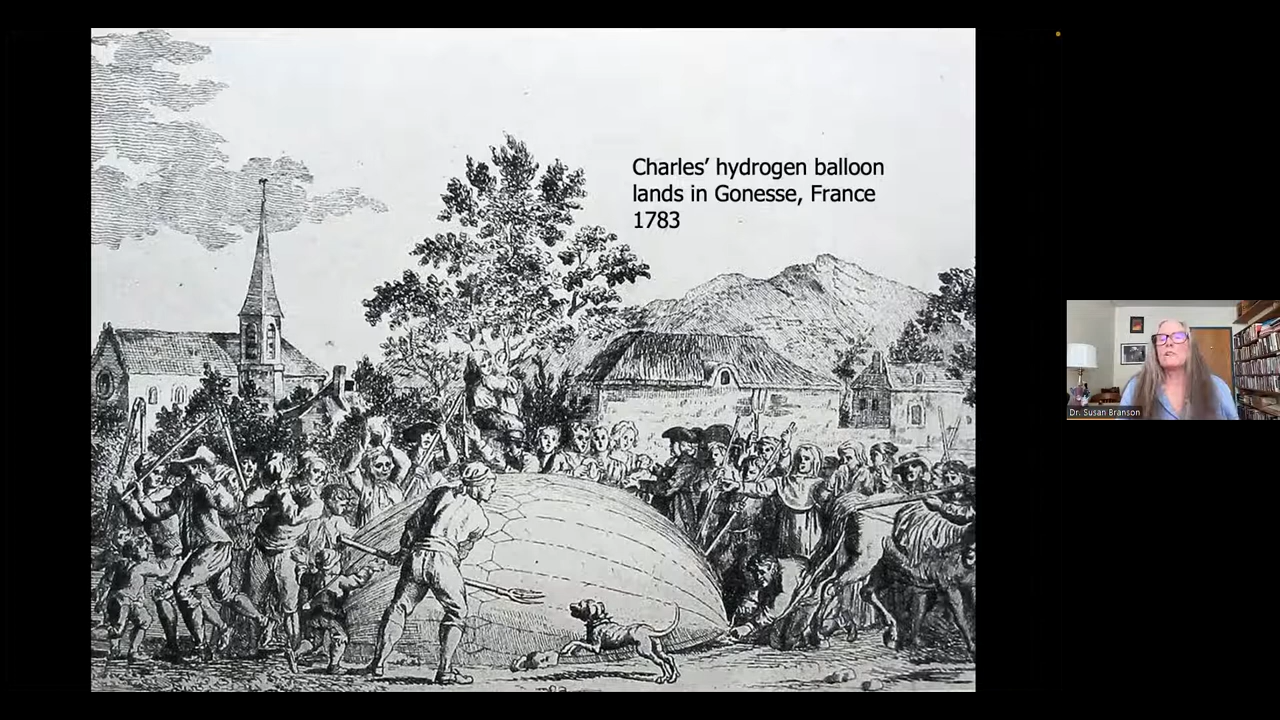 Charles’ hydrogen balloon
lands in Gonesse, France
1783
Dr. Susan Branson